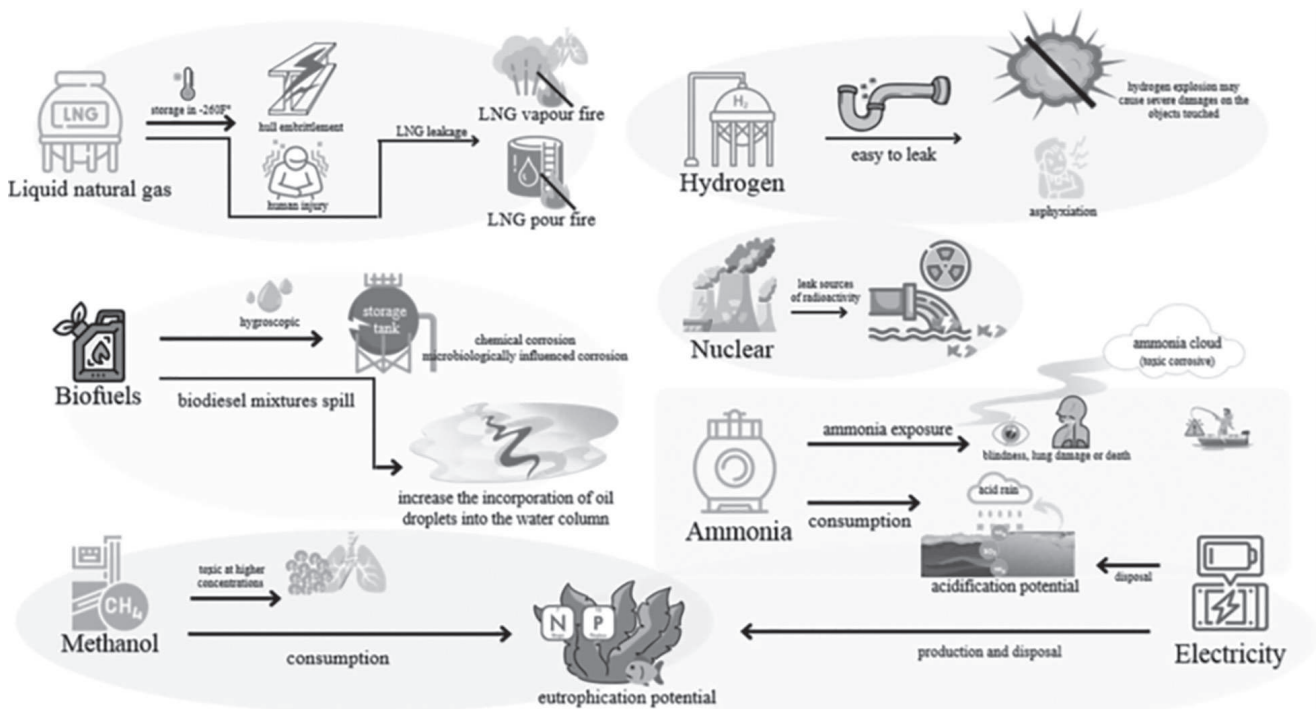 LNG
Liquid natural gas
storage in -260F°
hull embrittlement
human injury
LNG leakage
LNG vapour fire
LNG pour fire
H₂
Hydrogen
easy to leak
hydrogen explosion may
cause severe damages on the
objects touched
asphyxiation
Biofuels
hygroscopic
storage
tank
chemical corrosion
microbiologically influenced corrosion
biodiesel mixtures spill
increase the incorporation of oil
droplets into the water column
Nuclear
leak sources
of radioactivity
ammonia cloud
(toxic corrosive)
Ammonia
ammonia exposure
blindness, lung damage or death
consumption
acid rain
acidification potential
disposal
Electricity
production and disposal
CH₄
Methanol
toxic at higher
concentrations
consumption
N
P
eutrophication potential